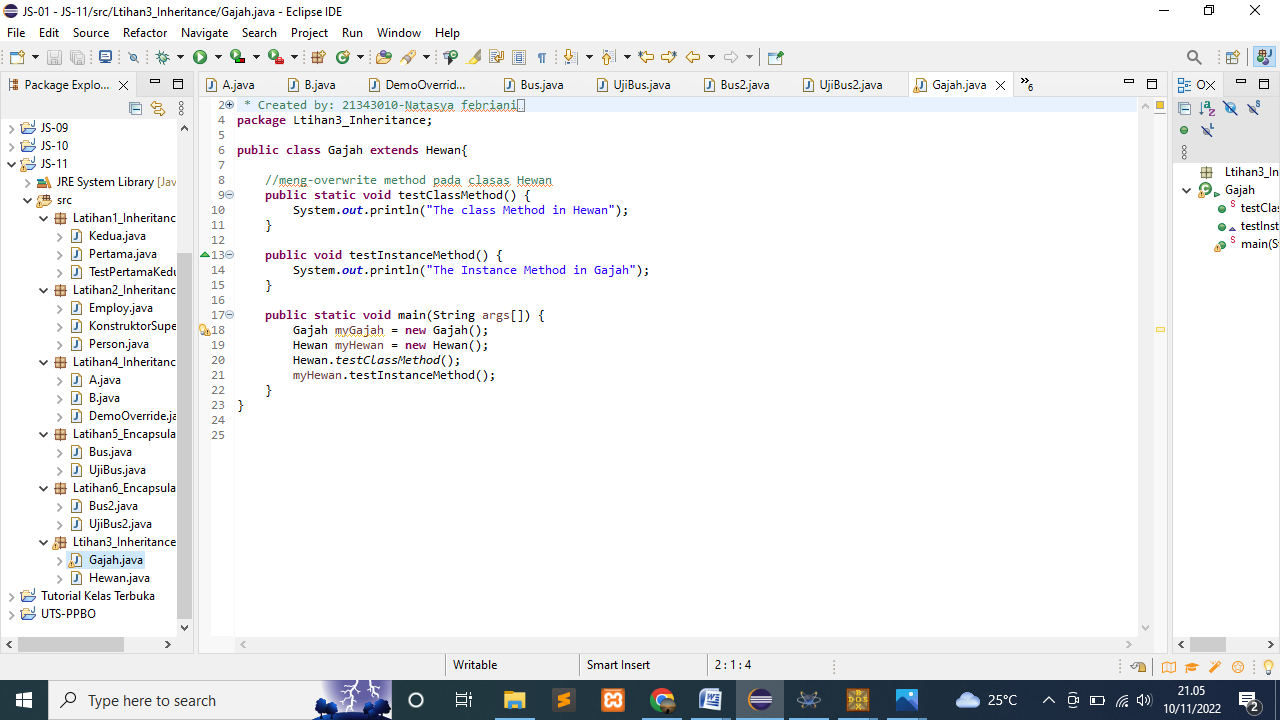 JS-01 - JS-11/src/Ltihan3_Inheritance/Gajah.java - Eclipse IDE
File Edit Source Refactor Navigate Search Project Run Window Help
Package Explo...
A.java B.java DemoOverrid... Bus.java UjiBus.java Bus2.java UjiBus2.java Gajah.java »6
O
JS-09
JS-10
JS-11
JRE System Library [Jav
src
Latihan1_Inheritanc
Kedua.java
Pertama.java
TestPertamaKedu
Latihan2_Inheritanc
Employ.java
KonstruktorSupe
Person.java
Latihan4_Inheritanc
A.java
B.java
DemoOverride.ja
Latihan5_Encapsula
Bus.java
UjiBus.java
Latihan6_Encapsula
Bus2.java
UjiBus2.java
Ltihan3_Inheritance
Gajah.java
Hewan.java
Tutorial Kelas Terbuka
UTS-PPBO
2 * Created by: 21343010-Natasya febriani
4 package Ltihan3_Inheritance;
5
6 public class Gajah extends Hewan{
7
8 //meng-overwrite method pada clasas Hewan
9 public static void testClassMethod() {
10 System.out.println("The class Method in Hewan");
11 }
12
13 public void testInstanceMethod() {
14 System.out.println("The Instance Method in Gajah");
15 }
16
17 public static void main(String args[]) {
18 Gajah myGajah = new Gajah();
19 Hewan myHewan = new Hewan();
20 Hewan.testClassMethod();
21 myHewan.testInstanceMethod();
22 }
23 }
24
25
Ltihan3_In
Gajah
testClas
testInst
main(S
Writable Smart Insert 2 : 1 : 4
Type here to search
25°C
21.05
10/11/2022
2